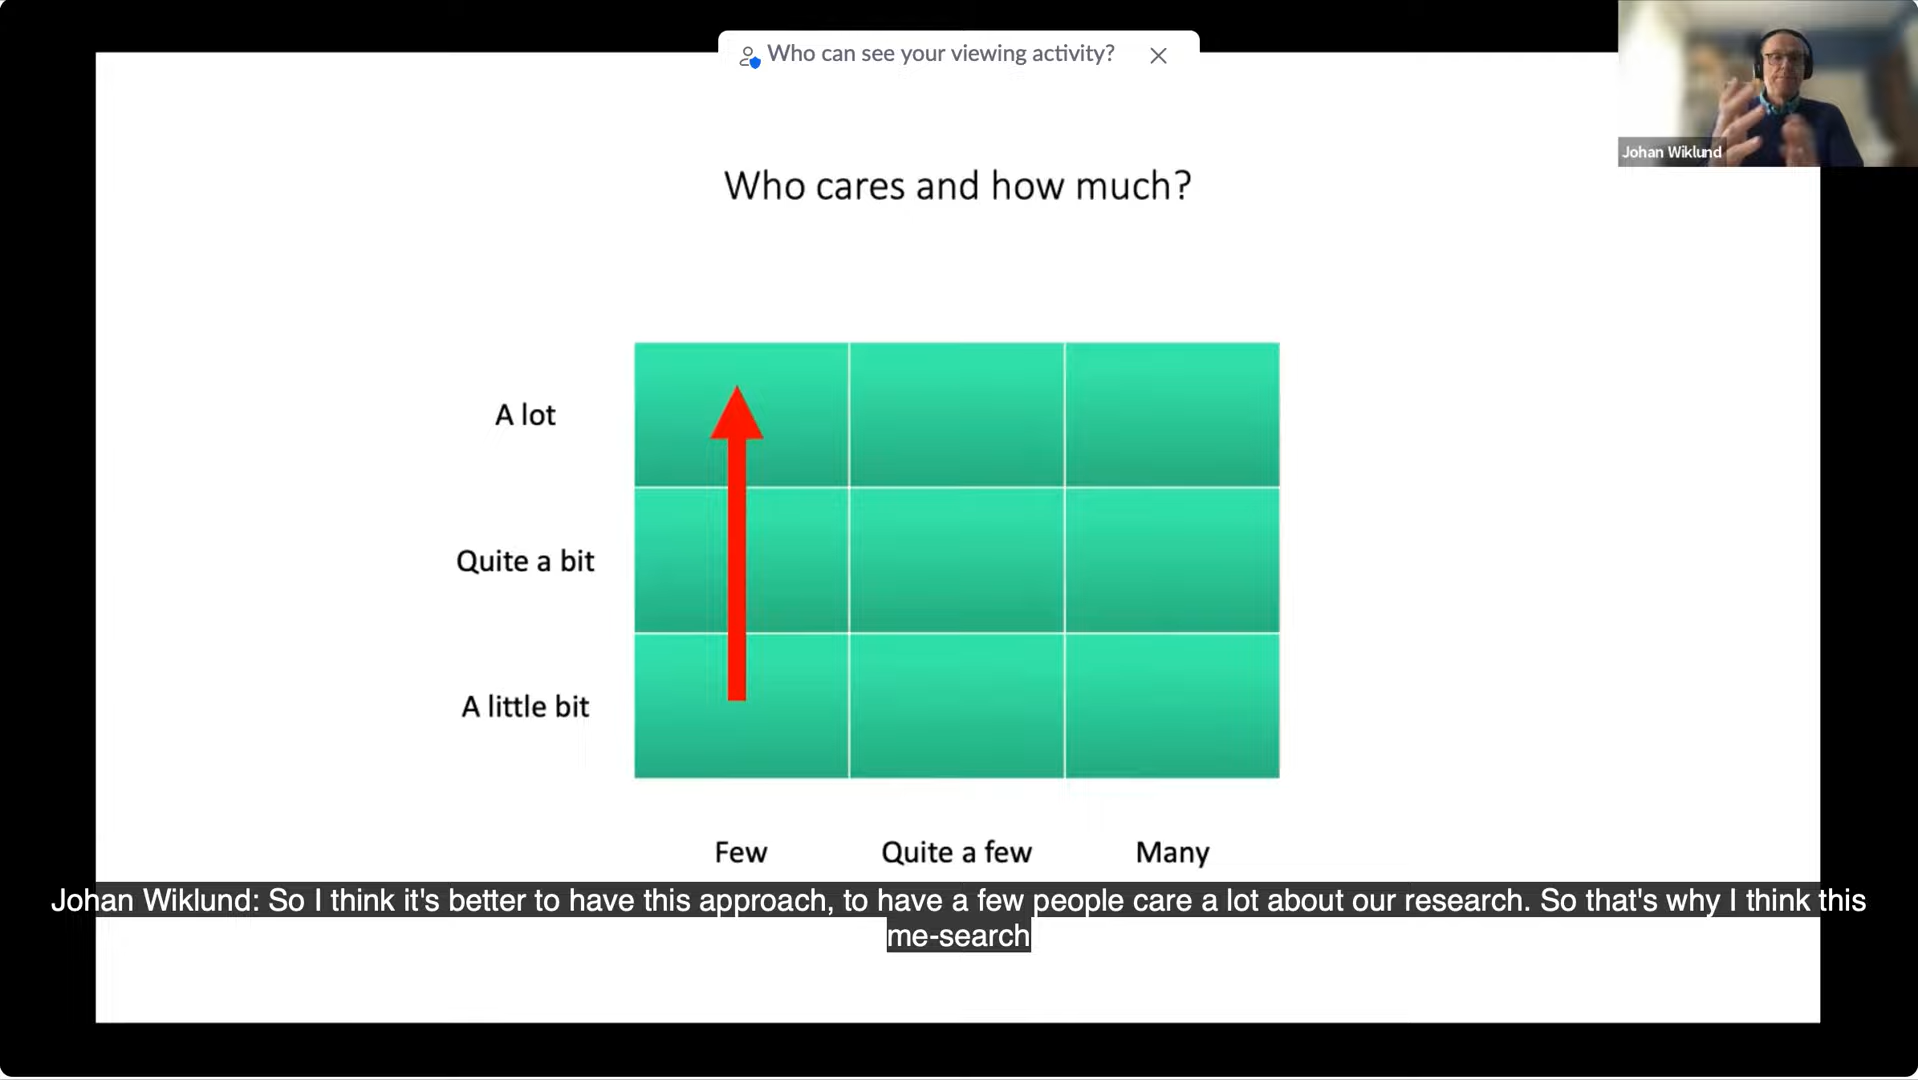 Who can see your viewing activity?
Johan Wiklund
Who cares and how much?
A lot
Quite a bit
A little bit
Few Quite a few Many
Johan Wiklund: So I think it's better to have this approach, to have a few people care a lot about our research. So that's why I think this
me-search